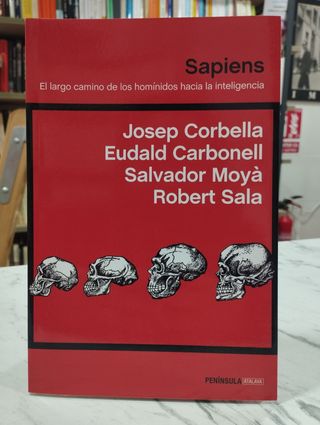 Sapiens
El largo camino de los homínidos hacia la inteligencia
Josep Corbella
Eudald Carbonell
Salvador Moyà
Robert Sala
PENÍNSULA ATALAYA